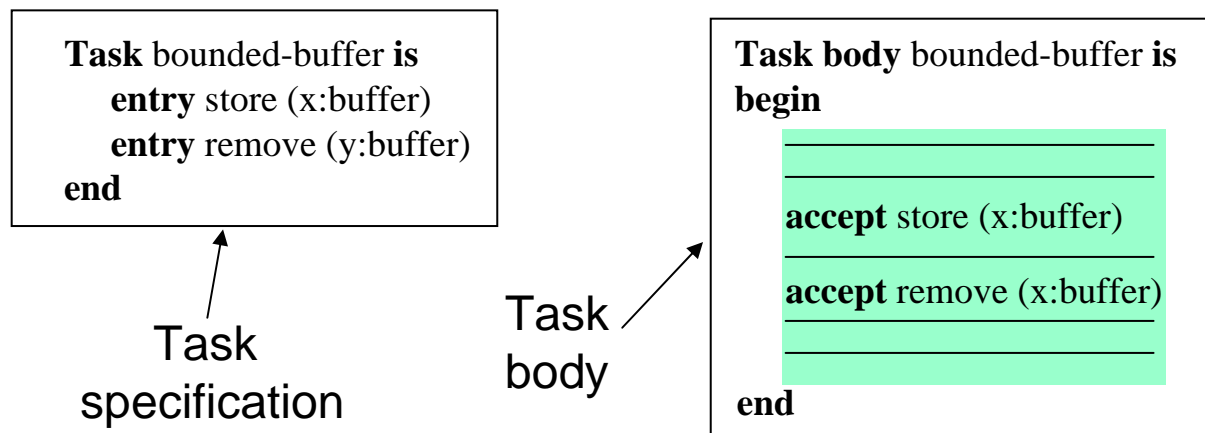 Task bounded-buffer is
entry store (x:buffer)
entry remove (y:buffer)
end
Task
specification
Task body bounded-buffer is
begin
accept store (x:buffer)
accept remove (x:buffer)
end
Task
body